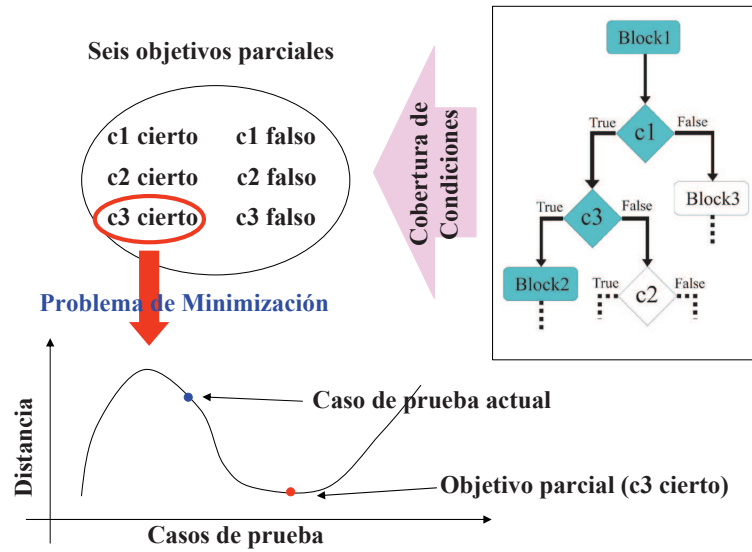 Seis objetivos parciales
c1 cierto c1 falso
c2 cierto c2 falso
c3 cierto c3 falso
Cobertura de
Condiciones
Block1
True False
c1
Block3
True False
c3
Block2
True False
c2
Problema de Minimización
Distancia
Caso de prueba actual
Objetivo parcial (c3 cierto)
Casos de prueba